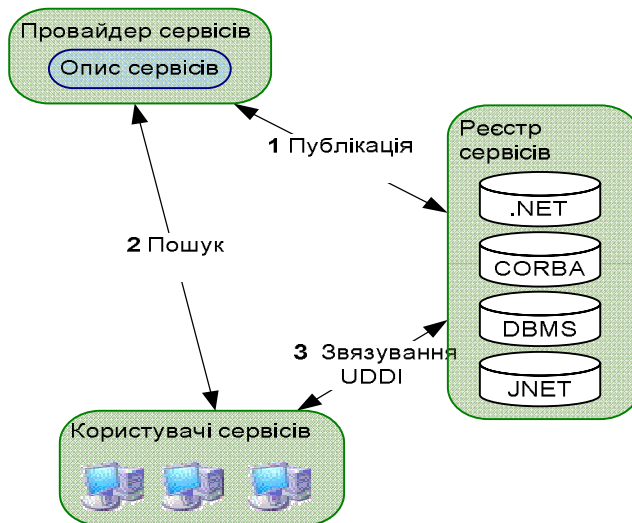 Провайдер сервісів
Опис сервісів
1 Публікація
Реєстр
сервісів
.NET
CORBA
DBMS
JNET
2 Пошук
3 Звязування
UDDI
Користувачі сервісів